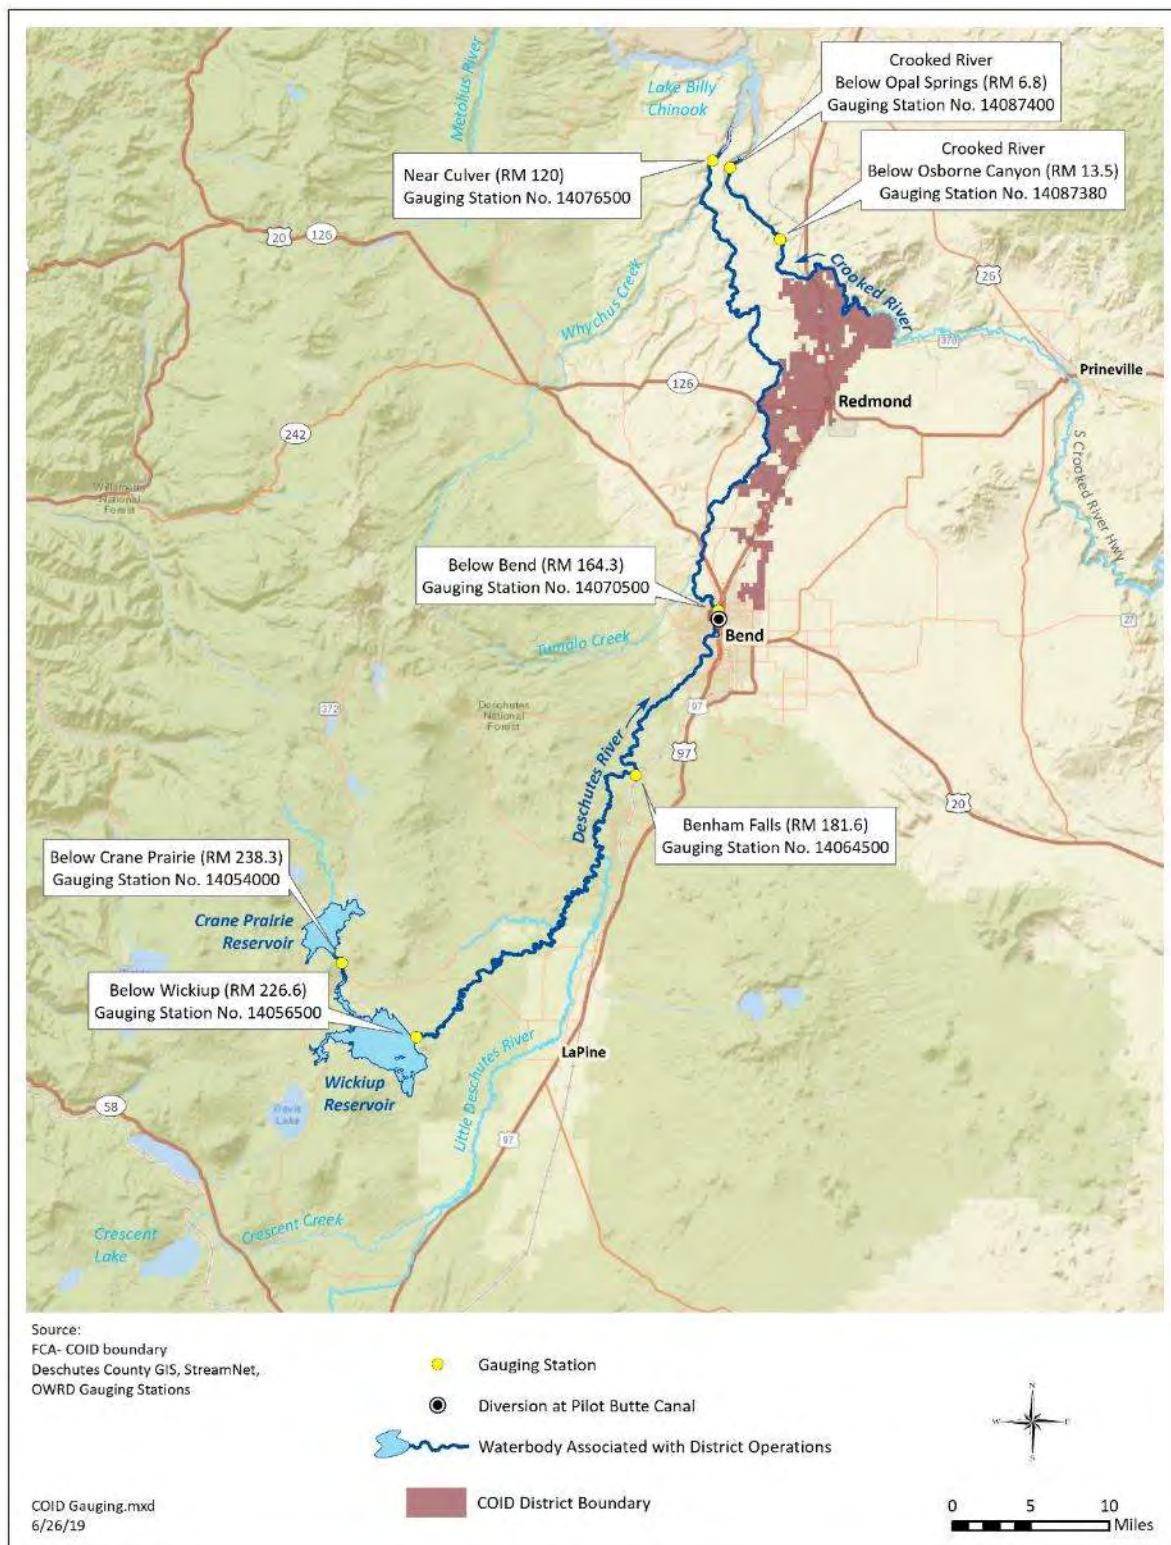 Metolius River
Lake Billy
Chinook
Crooked River
Below Opal Springs (RM 6.8)
Gauging Station No. 14087400
Crooked River
Below Osborne Canyon (RM 13.5)
Gauging Station No. 14087380
Near Culver (RM 120)
Gauging Station No. 14076500
20
126
26
Crooked River
Whychus Creek
370
Prineville
126
Redmond
242
S Crooked River Hwy
National
Forest
Below Bend (RM 164.3)
Gauging Station No. 14070500
27
Bend
Tumalo Creek
372
Deschutes
National
Forest
97
97
Deschutes River
20
Benham Falls (RM 181.6)
Gauging Station No. 14064500
Below Crane Prairie (RM 238.3)
Gauging Station No. 14054000
Crane Prairie
Reservoir
Below Wickiup (RM 226.6)
Gauging Station No. 14056500
LaPine
Wickiup
Reservoir
Little Deschutes River
58
Lake
97
Crescent Creek
Crescent
Lake
Source:
FCA- COID boundary
Deschutes County GIS, StreamNet,
OWRD Gauging Stations
Gauging Station
Diversion at Pilot Butte Canal
Waterbody Associated with District Operations
COID District Boundary
N
W
E
S
COID Gauging.mxd
6/26/19
0 5 10
Miles